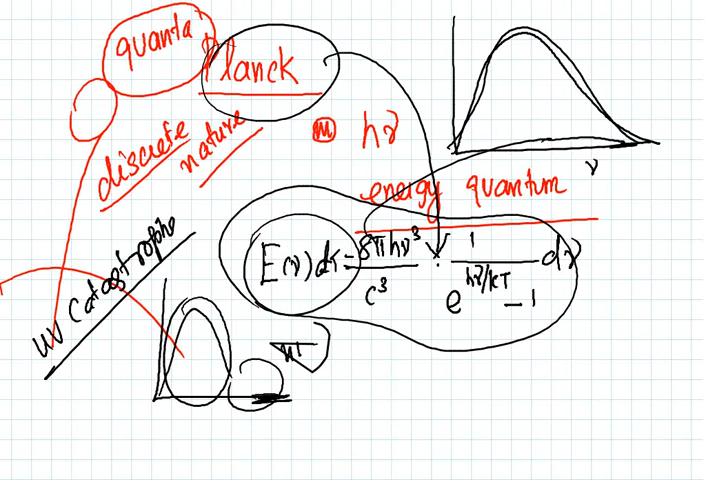 quanta
Planck
discrete
nature
m hν
ν
energy quantum
E(ν) dν = 8πhν³/c³ · 1/(e^(hν/kT) - 1) dν
UV Catastrophe